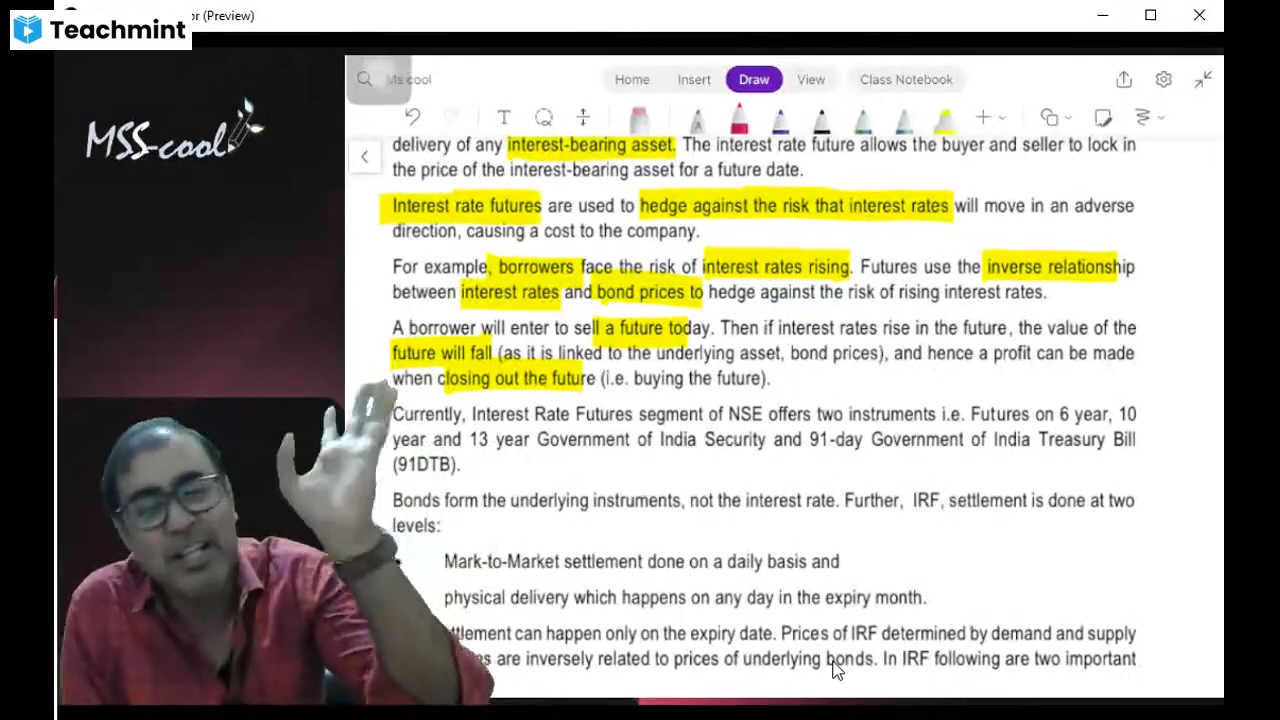 or (Preview)
Teachmint
MSS-cool
Ms cool
Home Insert Draw View Class Notebook
delivery of any interest-bearing asset. The interest rate future allows the buyer and seller to lock in
the price of the interest-bearing asset for a future date.
Interest rate futures are used to hedge against the risk that interest rates will move in an adverse
direction, causing a cost to the company.
For example, borrowers face the risk of interest rates rising. Futures use the inverse relationship
between interest rates and bond prices to hedge against the risk of rising interest rates.
A borrower will enter to sell a future today. Then if interest rates rise in the future, the value of the
future will fall (as it is linked to the underlying asset, bond prices), and hence a profit can be made
when closing out the future (i.e. buying the future).
Currently, Interest Rate Futures segment of NSE offers two instruments i.e. Futures on 6 year, 10
year and 13 year Government of India Security and 91-day Government of India Treasury Bill
(91DTB).
Bonds form the underlying instruments, not the interest rate. Further, IRF, settlement is done at two
levels:
Mark-to-Market settlement done on a daily basis and
physical delivery which happens on any day in the expiry month.
can happen only on the expiry date. Prices of IRF determined by demand and supply
are inversely related to prices of underlying bonds. In IRF following are two important